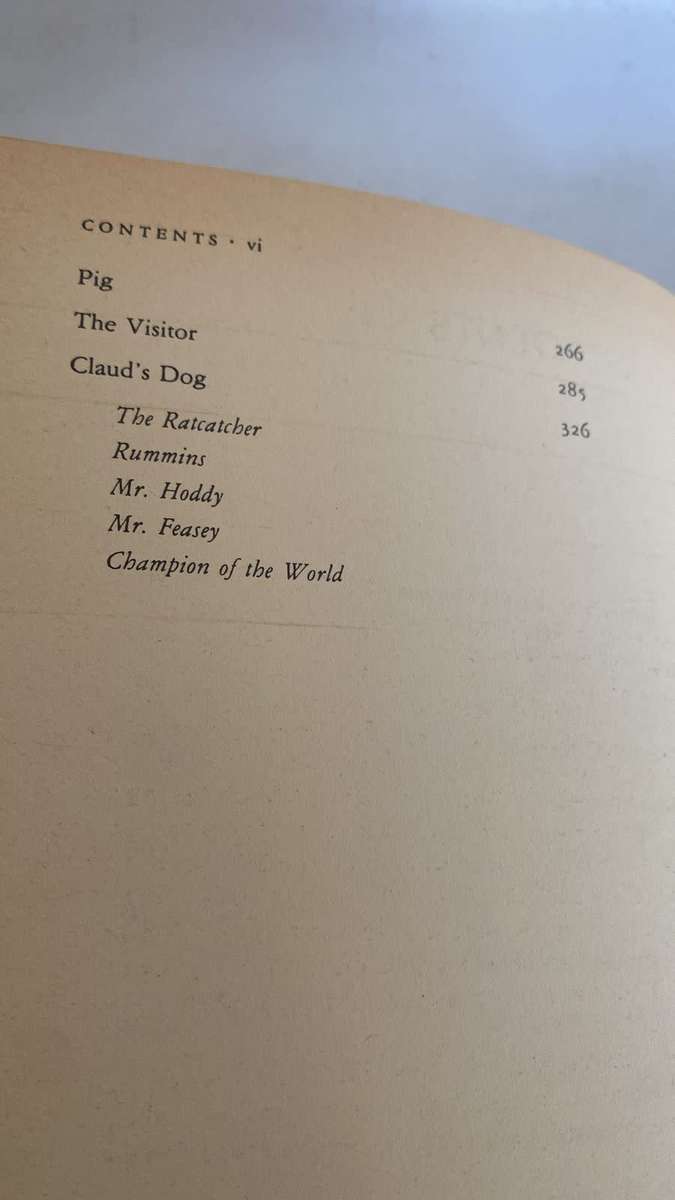 CONTENTS · vi
Pig 266
The Visitor 285
Claud's Dog 326
The Ratcatcher
Rummins
Mr. Hoddy
Mr. Feasey
Champion of the World